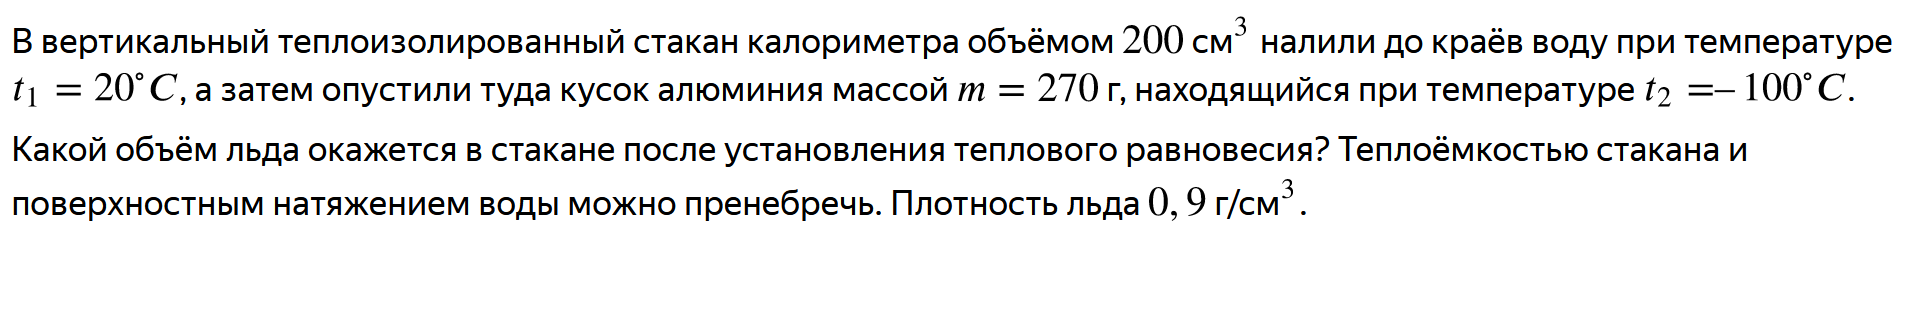 В вертикальный теплоизолированный стакан калориметра объёмом 200 см³ налили до краёв воду при температуре
t₁ = 20°C, а затем опустили туда кусок алюминия массой m = 270 г, находящийся при температуре t₂ =– 100°C.
Какой объём льда окажется в стакане после установления теплового равновесия? Теплоёмкостью стакана и
поверхностным натяжением воды можно пренебречь. Плотность льда 0, 9 г/см³.